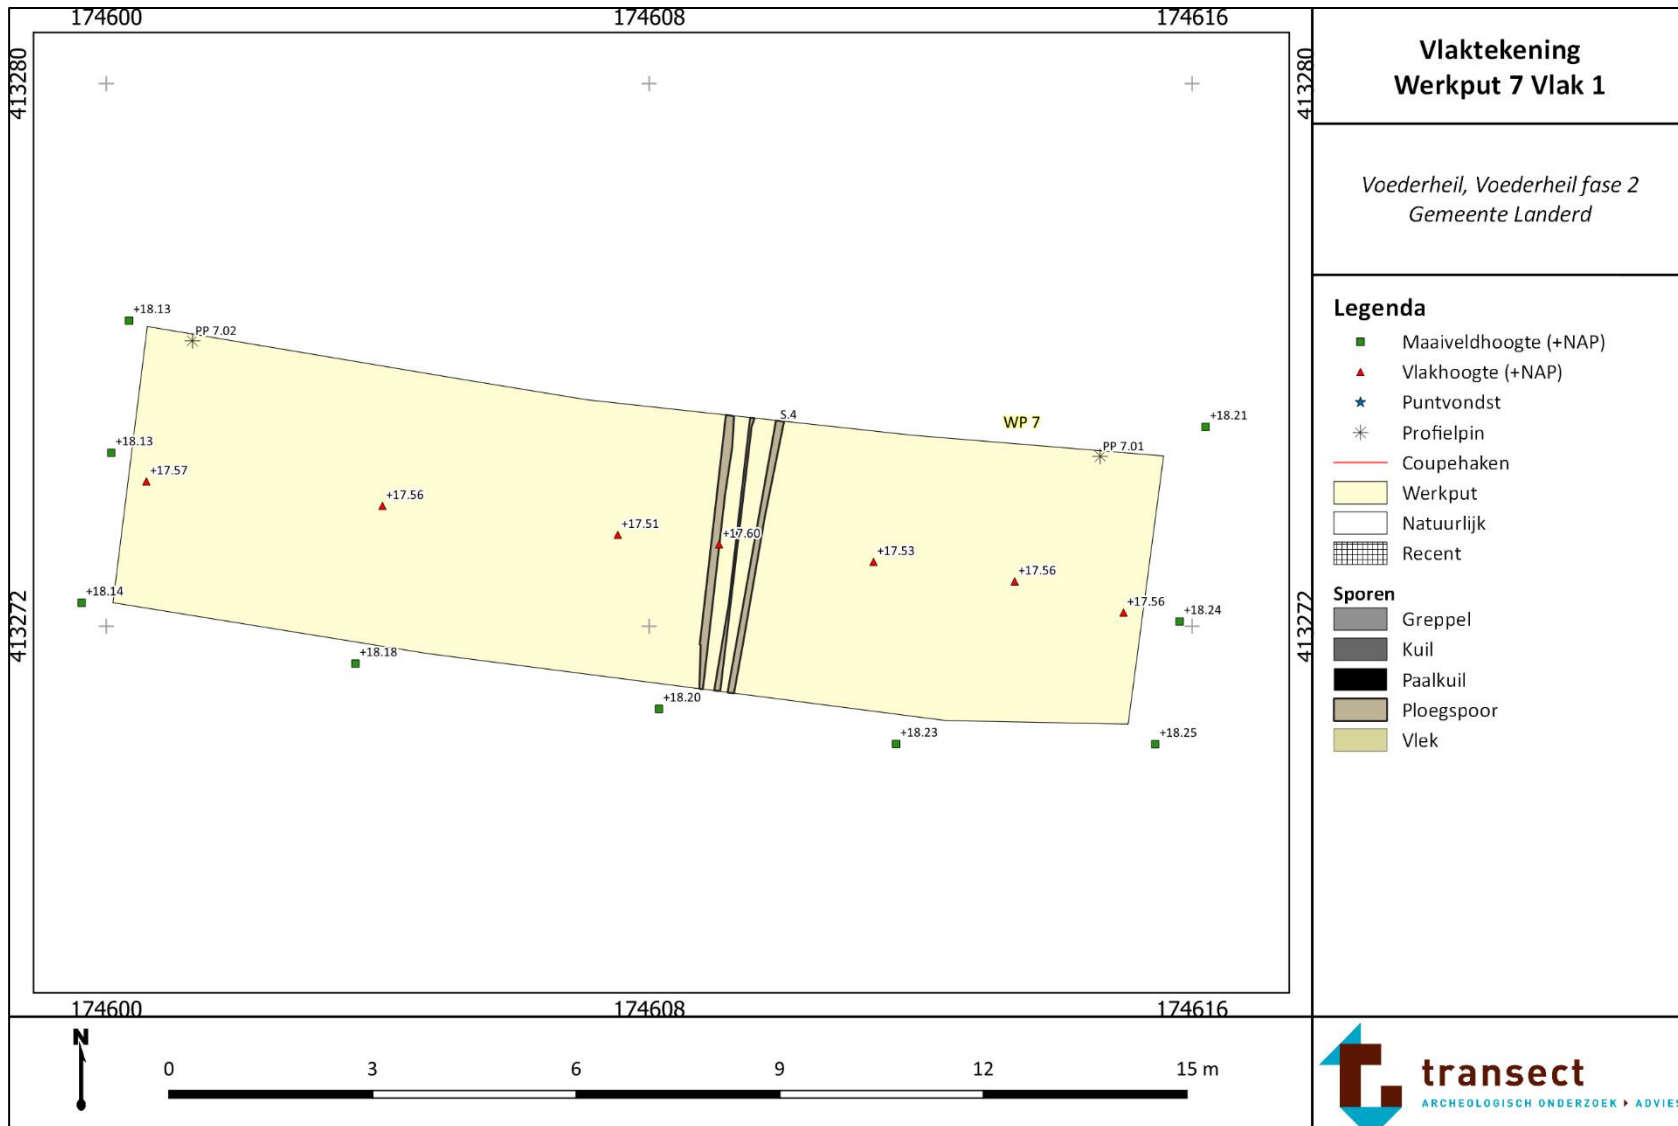 174600 174608 174616
413280
413280
Vlaktekening
Werkput 7 Vlak 1
Voederheil, Voederheil fase 2
Gemeente Landerd
Legenda
Maaiveldhoogte (+NAP)
Vlakhoogte (+NAP)
Puntvondst
Profielpin
Coupehaken
Werkput
Natuurlijk
Recent
Sporen
Greppel
Kuil
Paalkuil
Ploegspoor
Vlek
+18.13
PP 7.02
S.4
WP 7
+18.21
+18.13
PP 7.01
+17.57
+17.56
+17.51
+17.60
+17.53
+17.56
+17.56
+18.14
+18.24
413272
413272
+18.18
+18.20
+18.23
+18.25
174600 174608 174616
N
0 3 6 9 12 15 m
transect
ARCHEOLOGISCH ONDERZOEK ADVIES